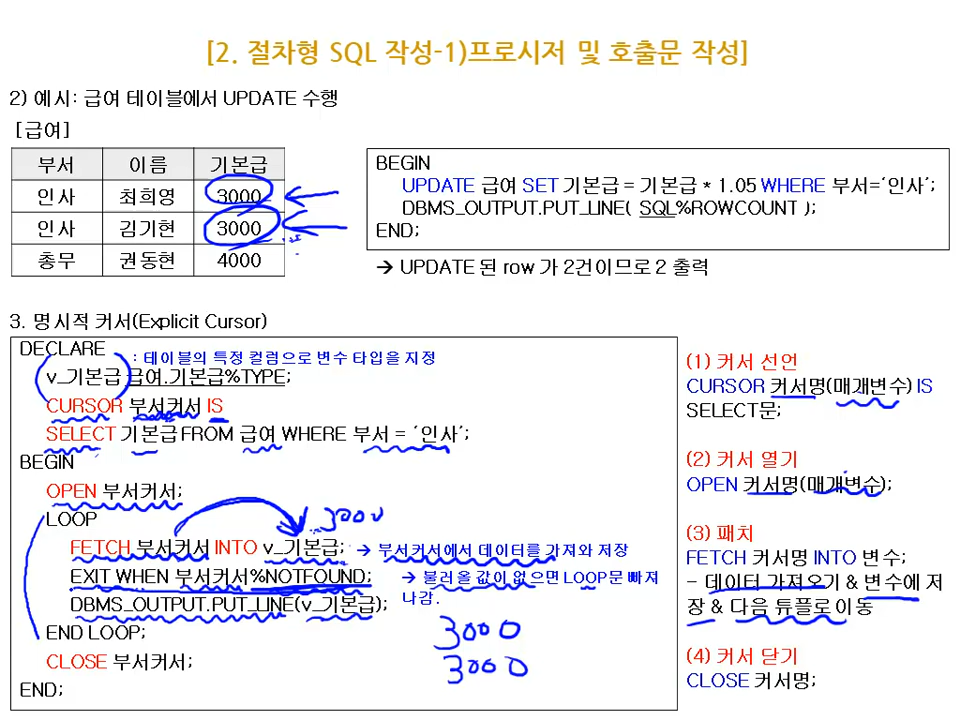 [2. 절차형 SQL 작성-1)프로시저 및 호출문 작성]
2) 예시: 급여 테이블에서 UPDATE 수행
[급여]
부서 이름 기본급
인사 최희영 3000
인사 김기현 3000
총무 권동현 4000
BEGIN
UPDATE 급여 SET 기본급 = 기본급 * 1.05 WHERE 부서=‘인사’;
DBMS_OUTPUT.PUT_LINE( SQL%ROWCOUNT );
END;
→ UPDATE 된 row 가 2건이므로 2 출력
3. 명시적 커서(Explicit Cursor)
DECLARE
: 테이블의 특정 컬럼으로 변수 타입을 지정
v_기본급 급여.기본급%TYPE;
CURSOR 부서커서 IS
SELECT 기본급 FROM 급여 WHERE 부서 = ‘인사’;
BEGIN
OPEN 부서커서;
LOOP
3000
FETCH 부서커서 INTO v_기본급; → 부서커서에서 데이터를 가져와 저장
EXIT WHEN 부서커서%NOTFOUND; → 불러올 값이 없으면 LOOP문 빠져
나감.
DBMS_OUTPUT.PUT_LINE(v_기본급);
END LOOP;
3000
3000
CLOSE 부서커서;
END;
(1) 커서 선언
CURSOR 커서명(매개변수) IS
SELECT문;
(2) 커서 열기
OPEN 커서명(매개변수);
(3) 패치
FETCH 커서명 INTO 변수;
- 데이터 가져오기 & 변수에 저
장 & 다음 튜플로 이동
(4) 커서 닫기
CLOSE 커서명;